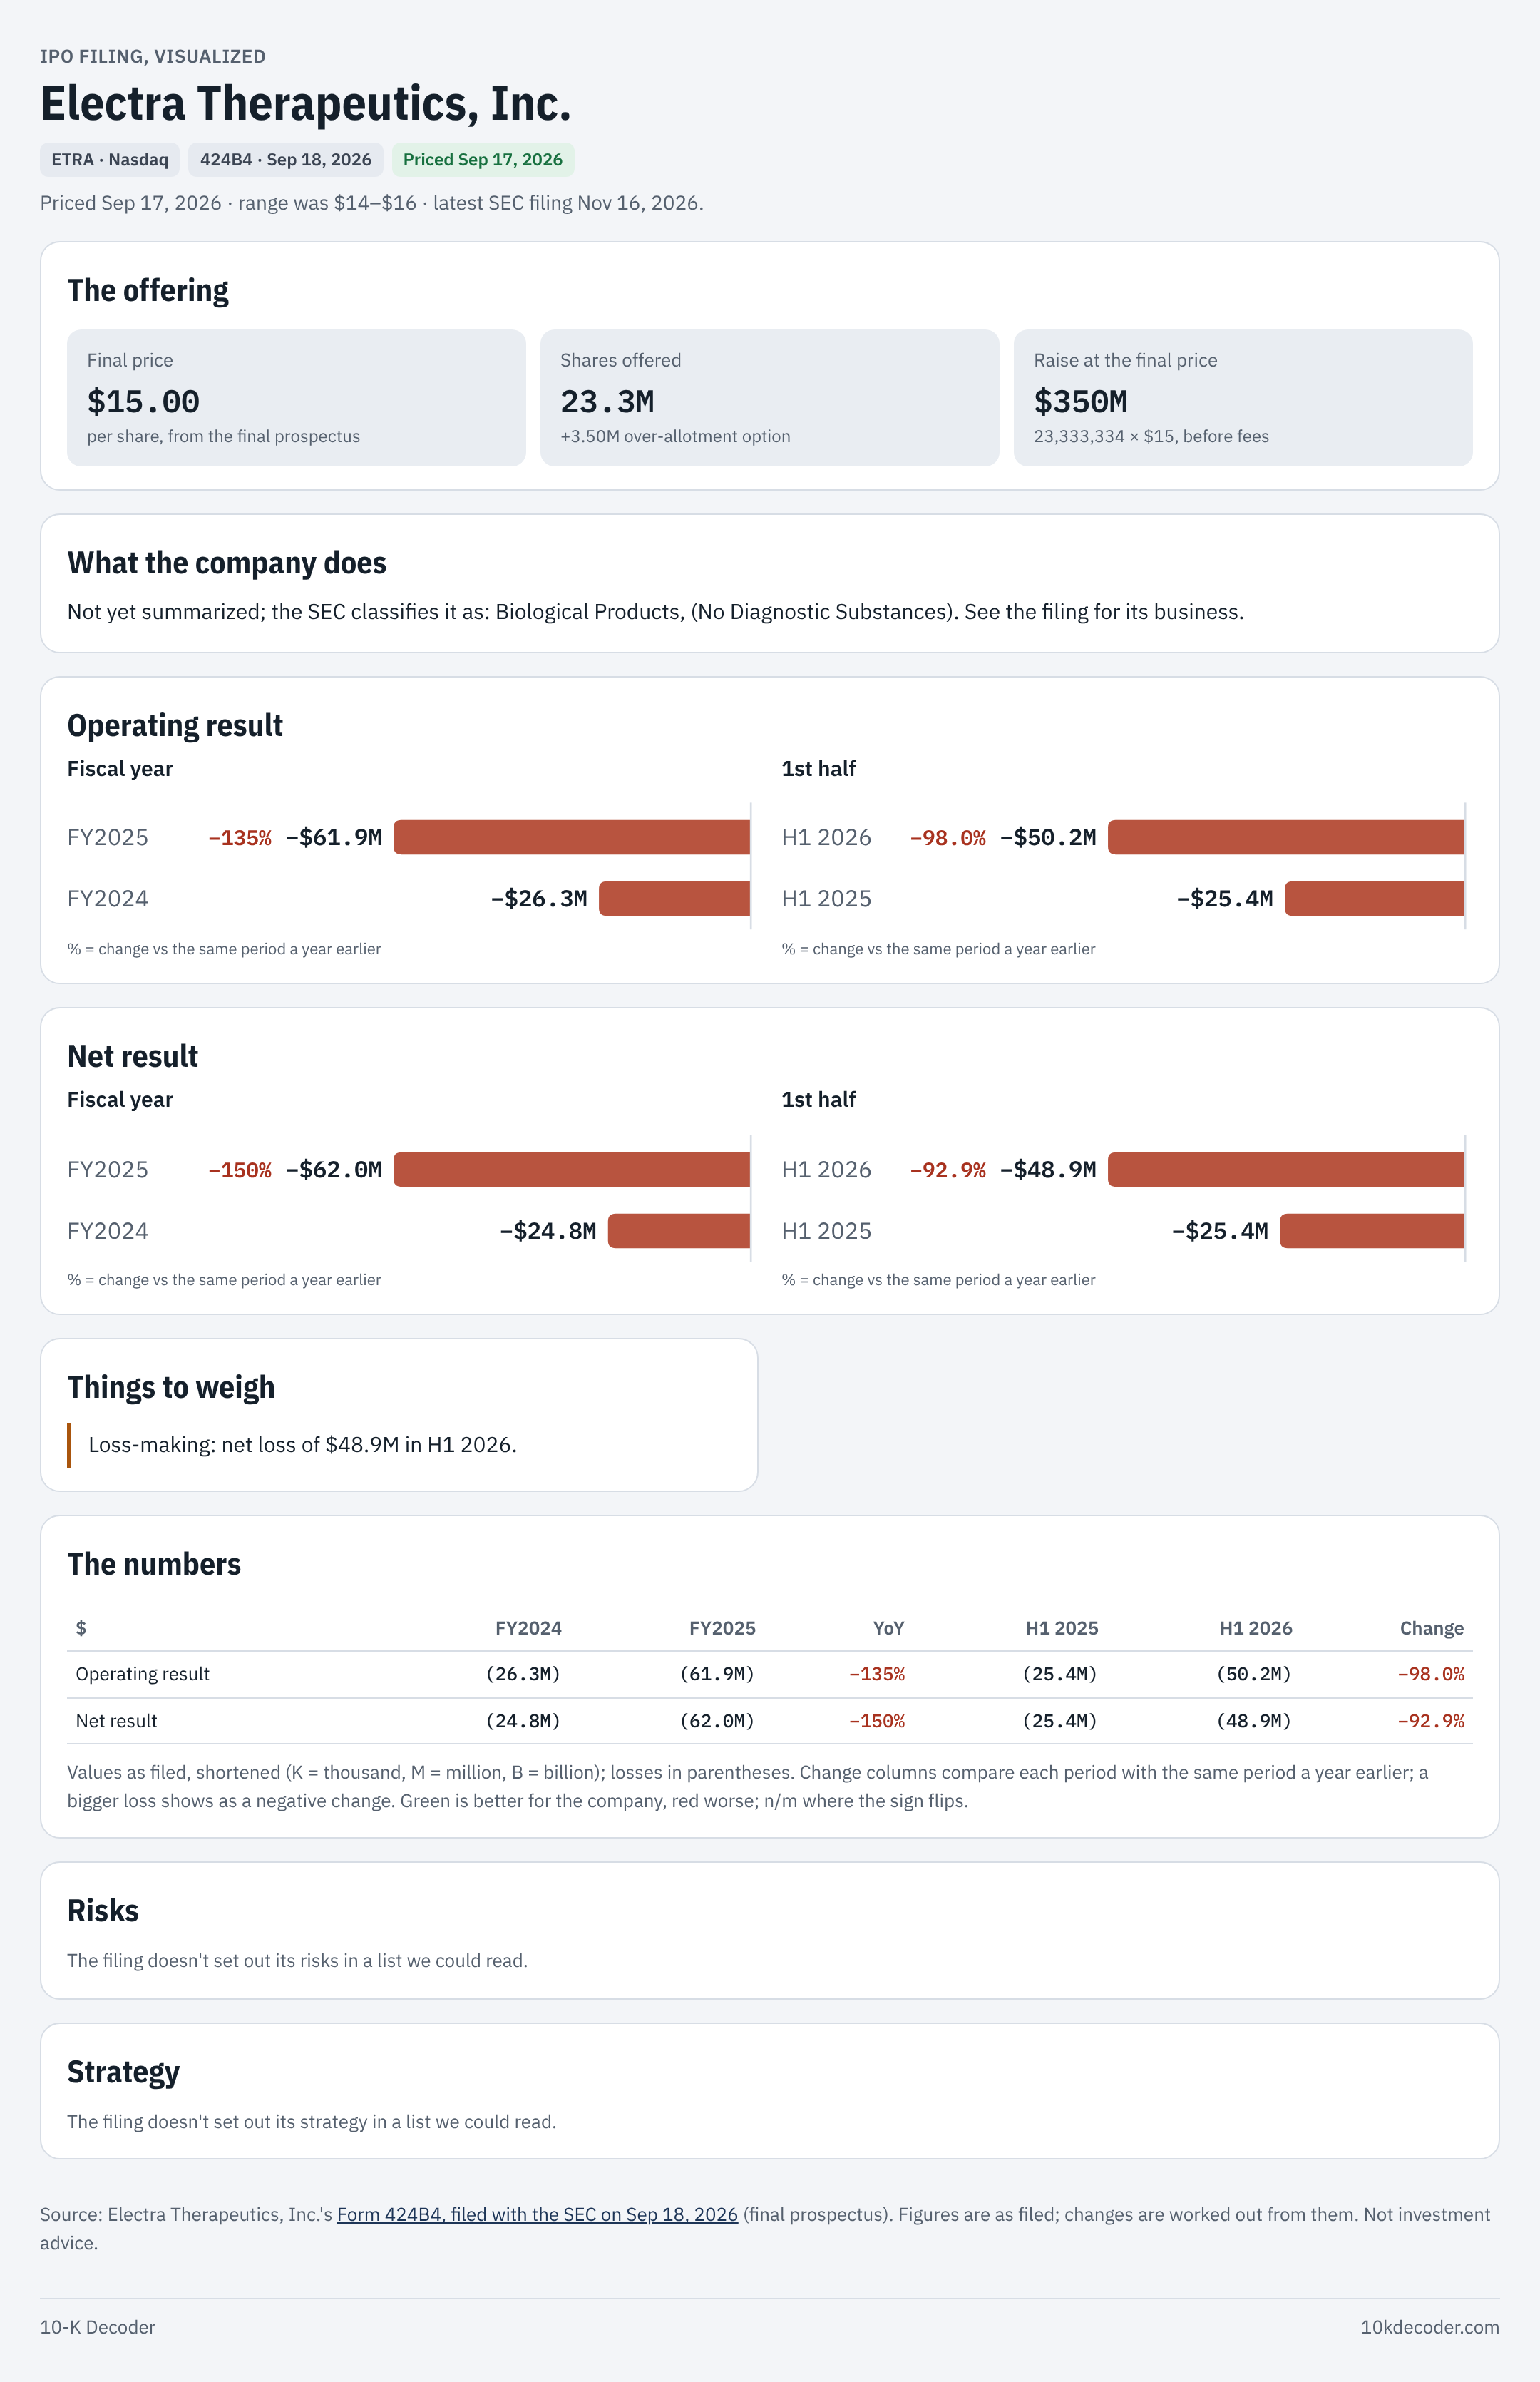 IPO FILING, VISUALIZED
Electra Therapeutics, Inc.
ETRA · Nasdaq 424B4 · Sep 18, 2026 Priced Sep 17, 2026
Priced Sep 17, 2026 · range was $14–$16 · latest SEC filing Nov 16, 2026.
The offering
Final price
$15.00
per share, from the final prospectus
Shares offered
23.3M
+3.50M over-allotment option
Raise at the final price
$350M
23,333,334 × $15, before fees
What the company does
Not yet summarized; the SEC classifies it as: Biological Products, (No Diagnostic Substances). See the filing for its business.
Operating result
Fiscal year
FY2025 −135% −$61.9M
FY2024 −$26.3M
% = change vs the same period a year earlier
1st half
H1 2026 −98.0% −$50.2M
H1 2025 −$25.4M
% = change vs the same period a year earlier
Net result
Fiscal year
FY2025 −150% −$62.0M
FY2024 −$24.8M
% = change vs the same period a year earlier
1st half
H1 2026 −92.9% −$48.9M
H1 2025 −$25.4M
% = change vs the same period a year earlier
Things to weigh
Loss-making: net loss of $48.9M in H1 2026.
The numbers
$ FY2024 FY2025 YoY H1 2025 H1 2026 Change
Operating result (26.3M) (61.9M) −135% (25.4M) (50.2M) −98.0%
Net result (24.8M) (62.0M) −150% (25.4M) (48.9M) −92.9%
Values as filed, shortened (K = thousand, M = million, B = billion); losses in parentheses. Change columns compare each period with the same period a year earlier; a
bigger loss shows as a negative change. Green is better for the company, red worse; n/m where the sign flips.
Risks
The filing doesn't set out its risks in a list we could read.
Strategy
The filing doesn't set out its strategy in a list we could read.
Source: Electra Therapeutics, Inc.'s Form 424B4, filed with the SEC on Sep 18, 2026 (final prospectus). Figures are as filed; changes are worked out from them. Not investment
advice.
10-K Decoder
10kdecoder.com